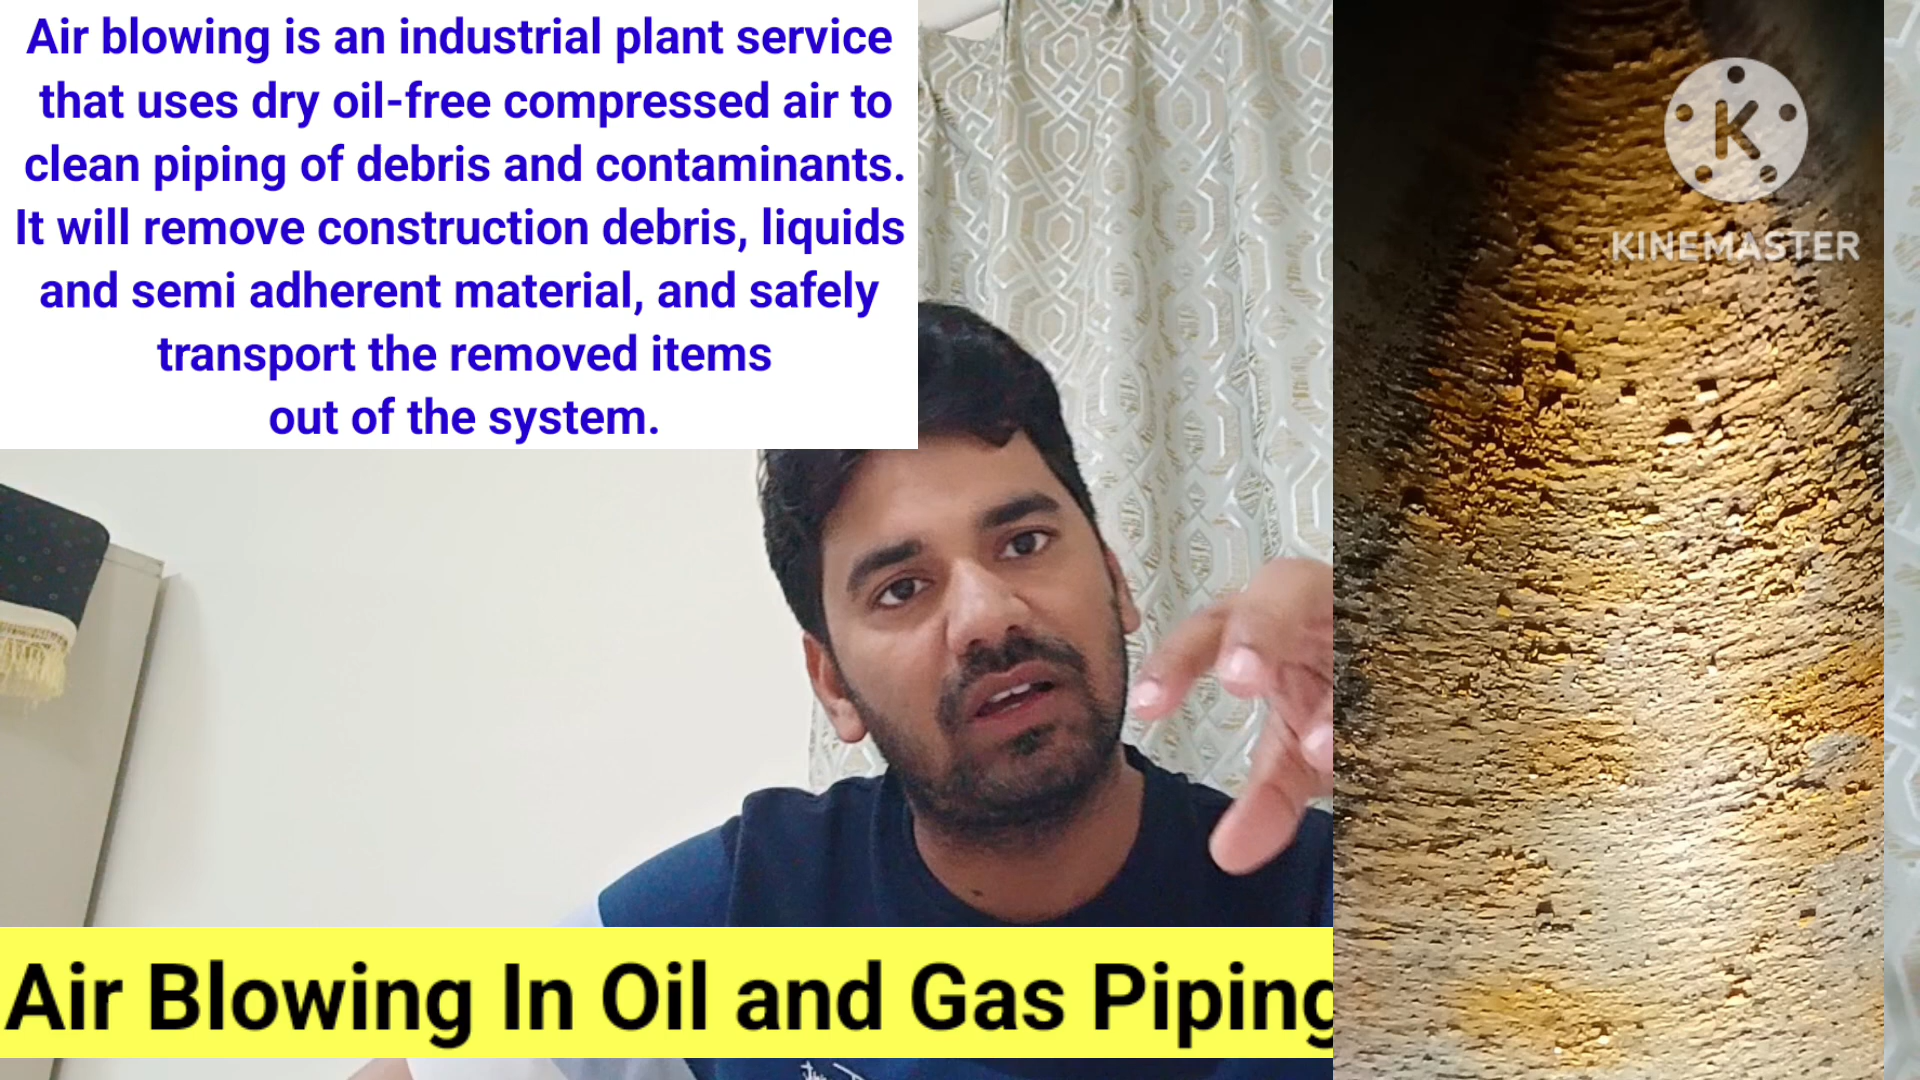 Air blowing is an industrial plant service
that uses dry oil-free compressed air to
clean piping of debris and contaminants.
It will remove construction debris, liquids
and semi adherent material, and safely
transport the removed items
out of the system.
K
KINEMASTER
Air Blowing In Oil and Gas Piping